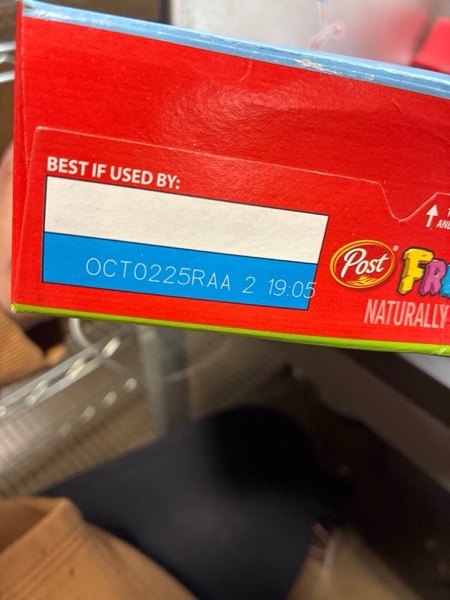 BEST IF USED BY:
OCT0225RAA 2 19:05
Post®
NATURALLY